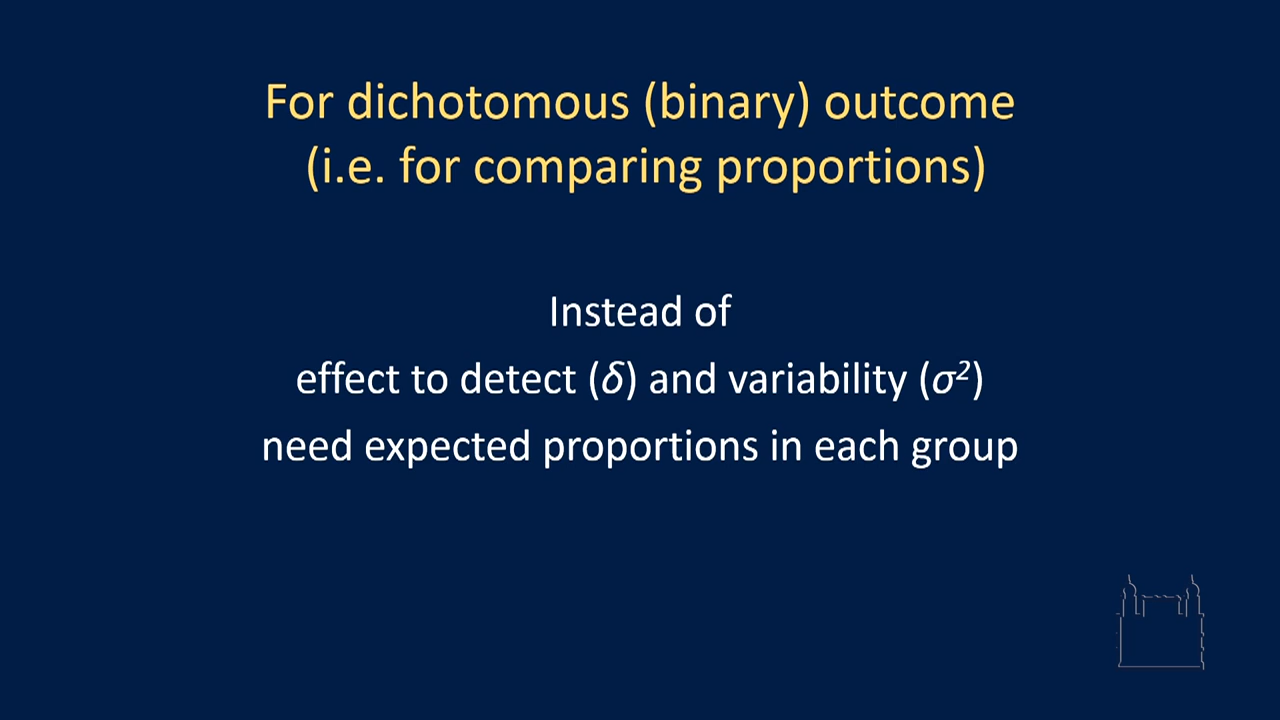 For dichotomous (binary) outcome
(i.e. for comparing proportions)
Instead of
effect to detect (δ) and variability (σ²)
need expected proportions in each group